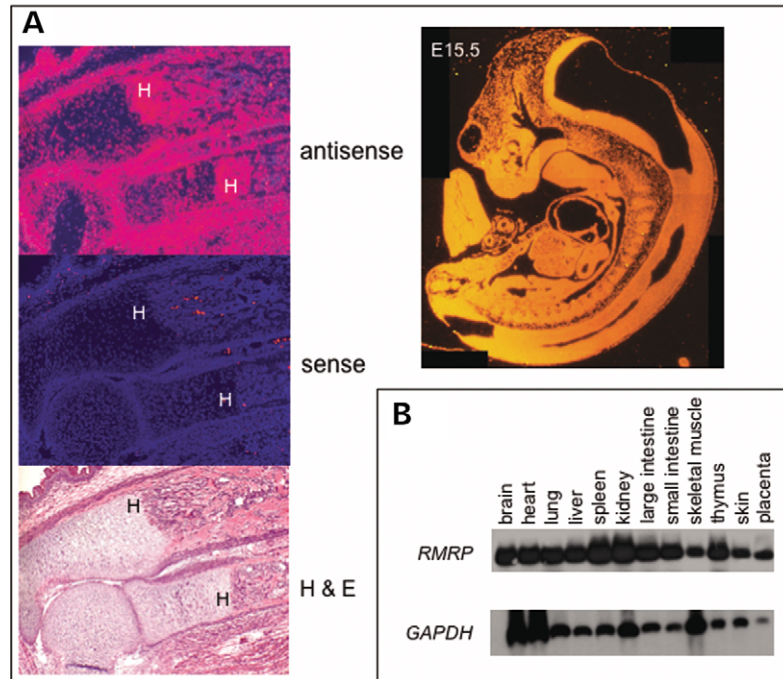 A
H
H
antisense
E15.5
H
H
sense
H
H
H & E
B
brain
heart
lung
liver
spleen
kidney
large intestine
small intestine
skeletal muscle
thymus
skin
placenta
RMRP
GAPDH